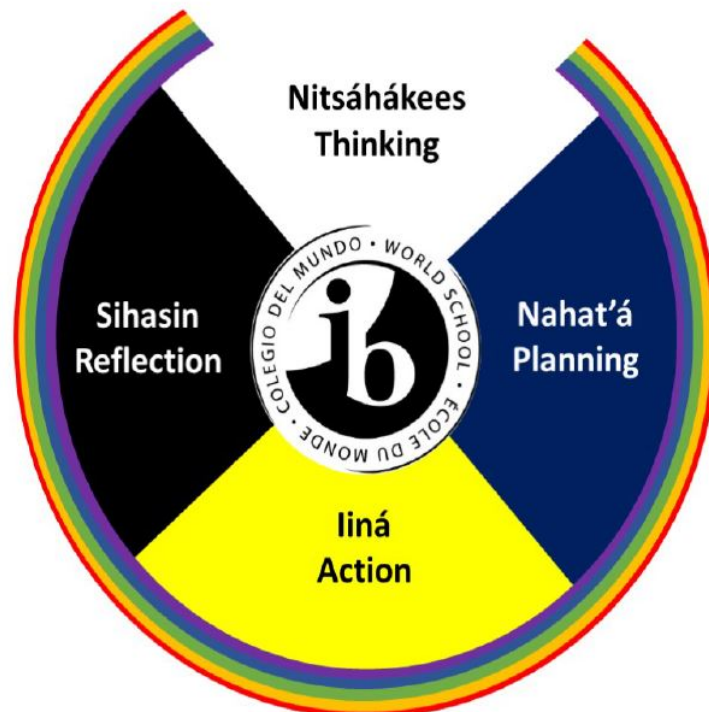 Nitsáhákees
Thinking
Nahat’á
Planning
Iiná
Action
Sihasin
Reflection
COLEGIO DEL MUNDO • WORLD SCHOOL • ÉCOLE DU MONDE •
ib